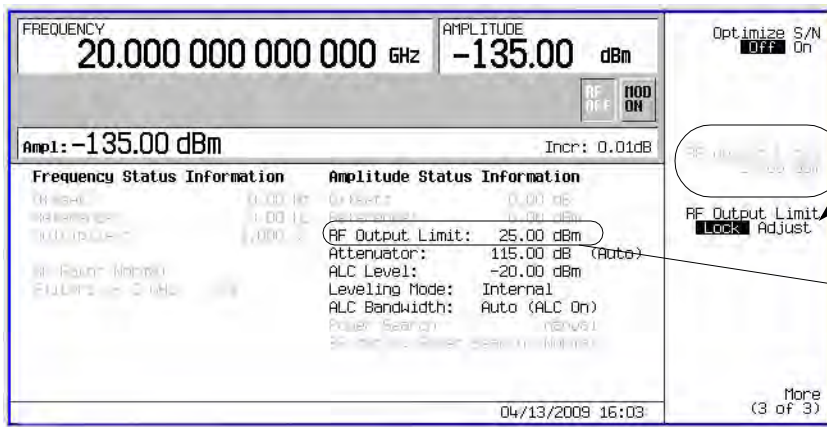 FREQUENCY
20.000 000 000 000 GHz
AMPLITUDE
-135.00 dBm
RF OFF
MOD ON
Ampl: -135.00 dBm
Incr: 0.01dB
Frequency Status Information
Amplitude Status Information
RF Output Limit: 25.00 dBm
Attenuator: 115.00 dB (Auto)
ALC Level: -20.00 dBm
Leveling Mode: Internal
ALC Bandwidth: Auto (ALC On)
04/13/2009 16:03
Optimize S/N
Off On
RF Output Limit
Lock Adjust
More
(3 of 3)